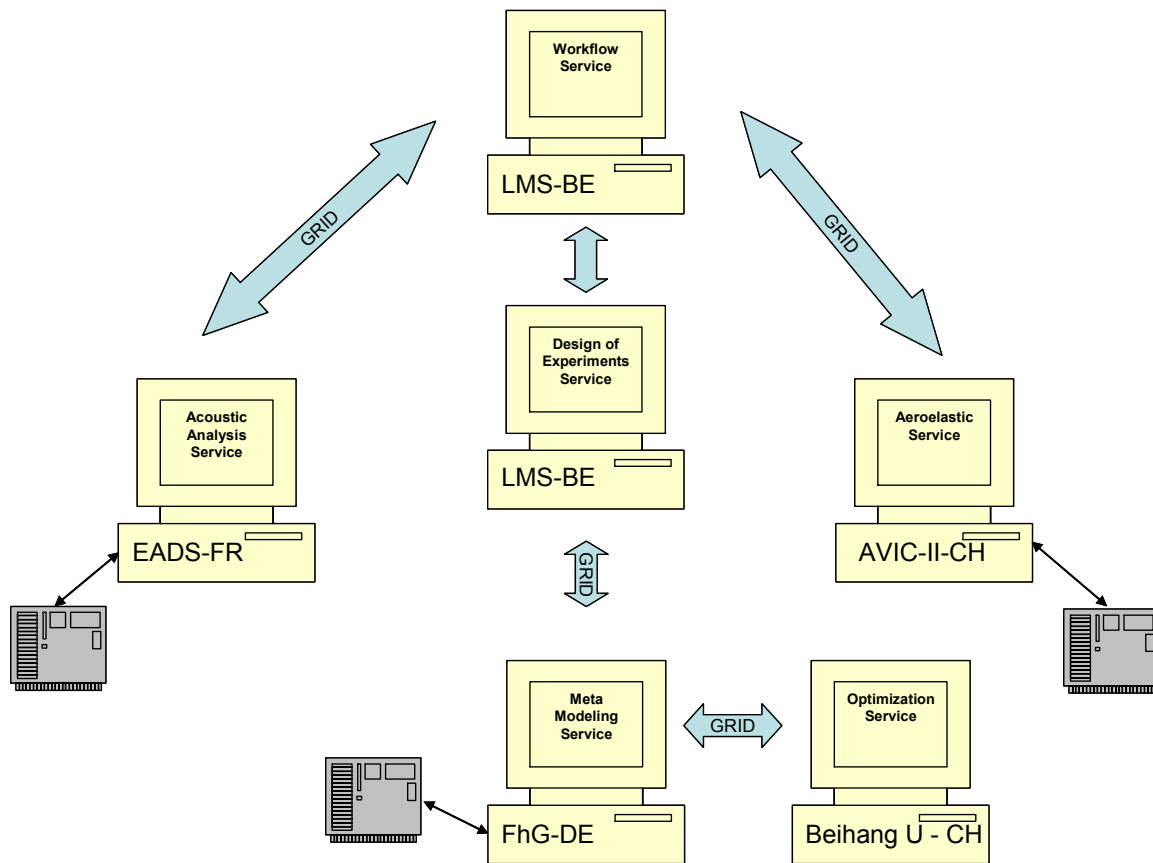 Workflow
Service
LMS-BE
GRID
GRID
Design of
Experiments
Service
LMS-BE
Acoustic
Analysis
Service
EADS-FR
Aeroelastic
Service
AVIC-II-CH
GRID
Meta
Modeling
Service
FhG-DE
GRID
Optimization
Service
Beihang U - CH